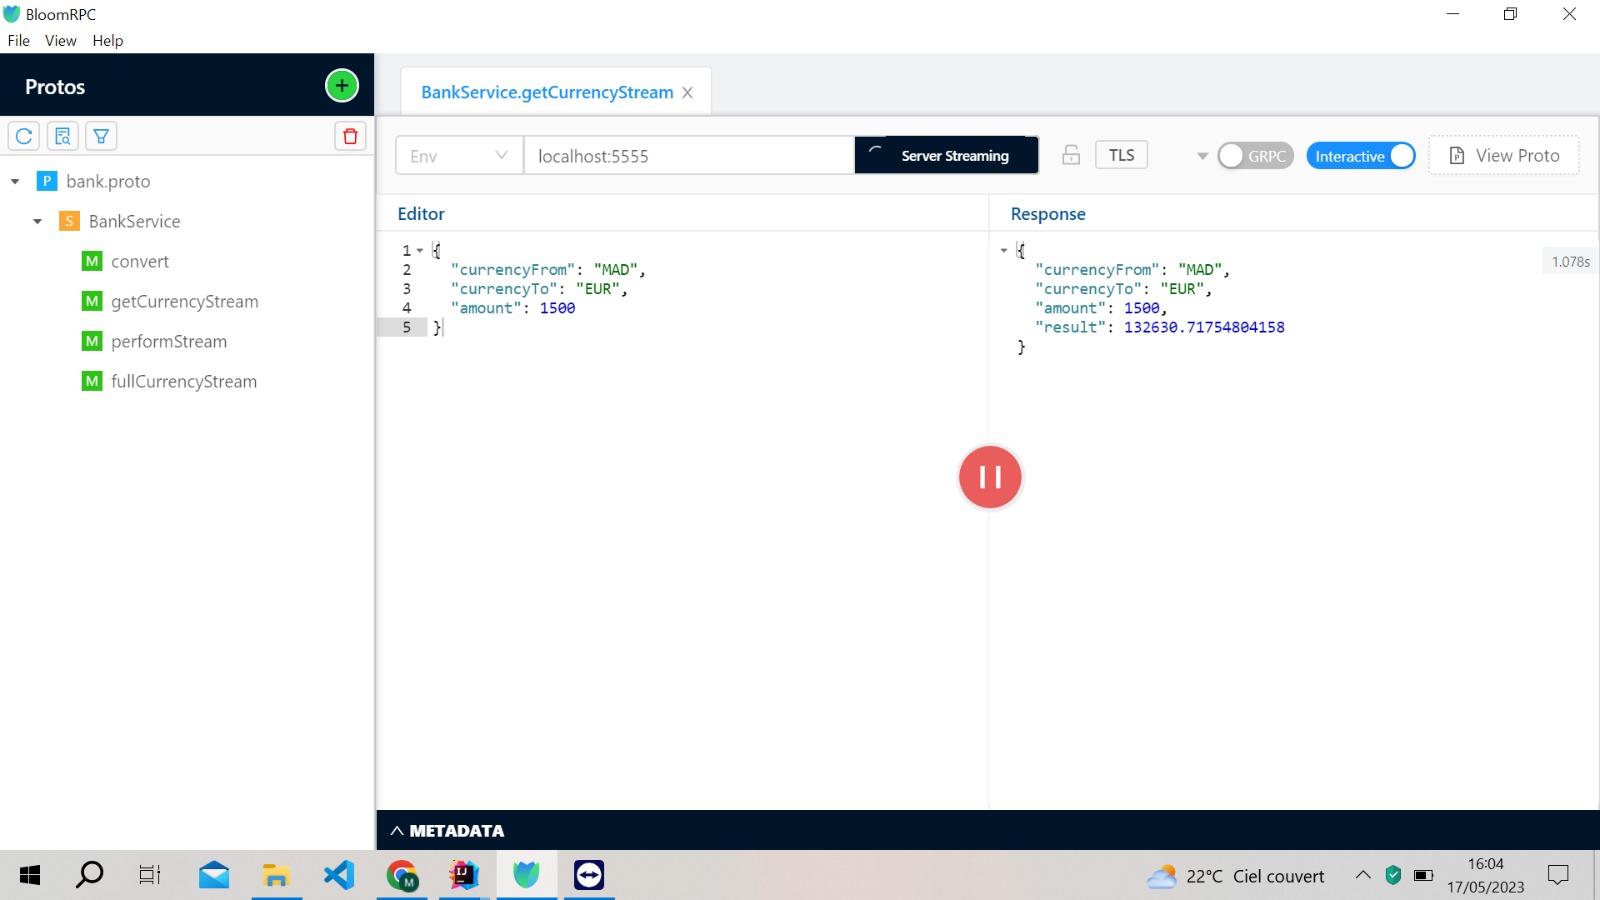 BloomRPC
File View Help
Protos
BankService.getCurrencyStream
Env
localhost:5555
Server Streaming
TLS
GRPC
Interactive
View Proto
P bank.proto
S BankService
M convert
M getCurrencyStream
M performStream
M fullCurrencyStream
Editor
1 {
2 "currencyFrom": "MAD",
3 "currencyTo": "EUR",
4 "amount": 1500
5 }
Response
{
"currencyFrom": "MAD",
"currencyTo": "EUR",
"amount": 1500,
"result": 132630.71754804158
}
1.078s
METADATA
M
22°C Ciel couvert
16:04
17/05/2023